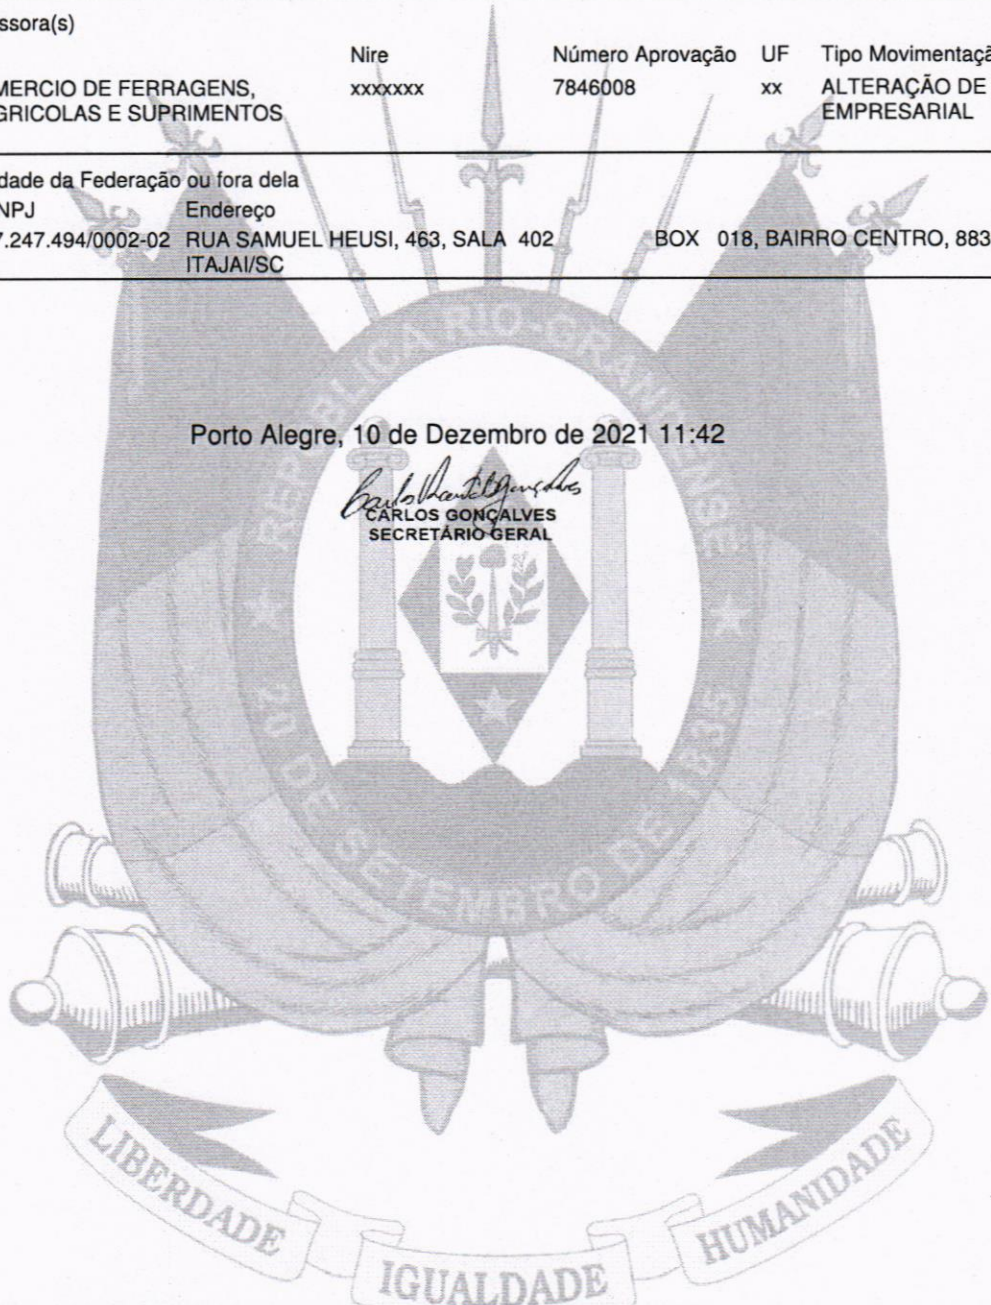 ssora(s)
Nire Número Aprovação UF Tipo Movimentaçã
MERCIO DE FERRAGENS, xxxxxxx 7846008 xx ALTERAÇÃO DE
GRICOLAS E SUPRIMENTOS EMPRESARIAL
dade da Federação ou fora dela
NPJ Endereço
7.247.494/0002-02 RUA SAMUEL HEUSI, 463, SALA 402 BOX 018, BAIRRO CENTRO, 883
ITAJAI/SC
REPÚBLICA RIO-GRANDENSE
Porto Alegre, 10 de Dezembro de 2021 11:42
CARLOS GONÇALVES
SECRETÁRIO GERAL
20 DE SETEMBRO DE 1835
LIBERDADE
IGUALDADE
HUMANIDADE